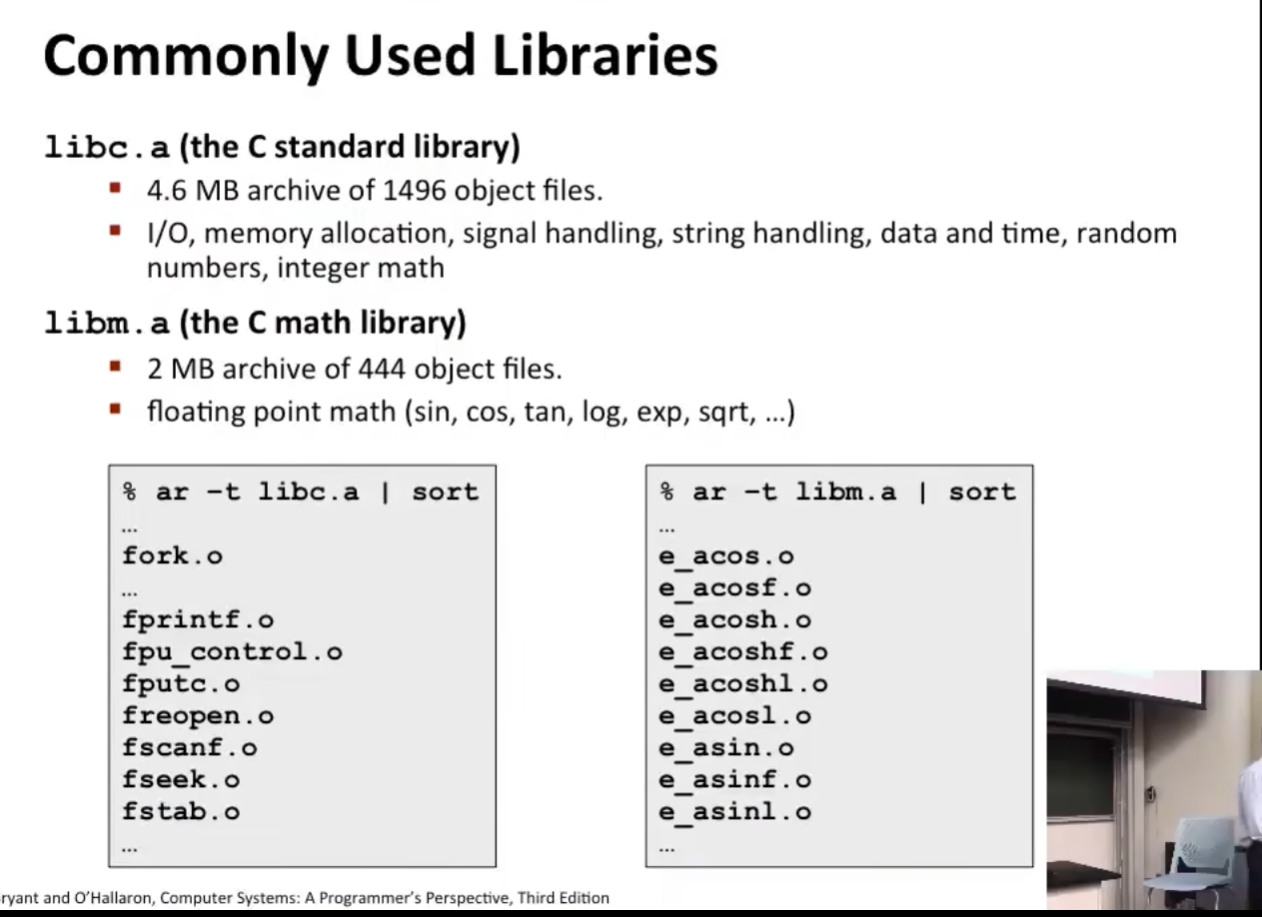 Commonly Used Libraries
libc.a (the C standard library)
▪ 4.6 MB archive of 1496 object files.
▪ I/O, memory allocation, signal handling, string handling, data and time, random
numbers, integer math
libm.a (the C math library)
▪ 2 MB archive of 444 object files.
▪ floating point math (sin, cos, tan, log, exp, sqrt, …)
% ar -t libc.a | sort
…
fork.o
…
fprintf.o
fpu_control.o
fputc.o
freopen.o
fscanf.o
fseek.o
fstab.o
…
% ar -t libm.a | sort
…
e_acos.o
e_acosf.o
e_acosh.o
e_acoshf.o
e_acoshl.o
e_acosl.o
e_asin.o
e_asinf.o
e_asinl.o
…
ryant and O'Hallaron, Computer Systems: A Programmer's Perspective, Third Edition